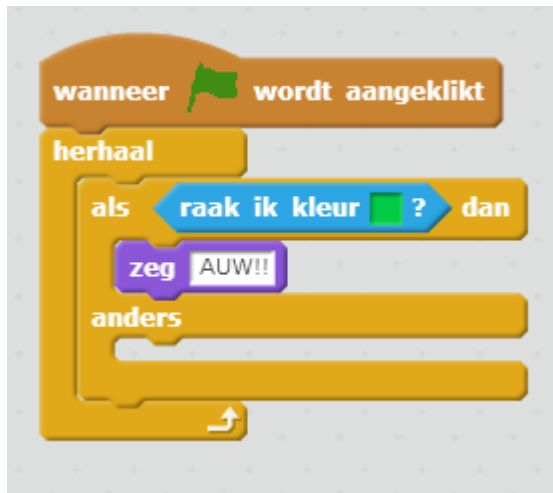 wanneer wordt aangeklikt
herhaal
als raak ik kleur ? dan
zeg AUW!!
anders